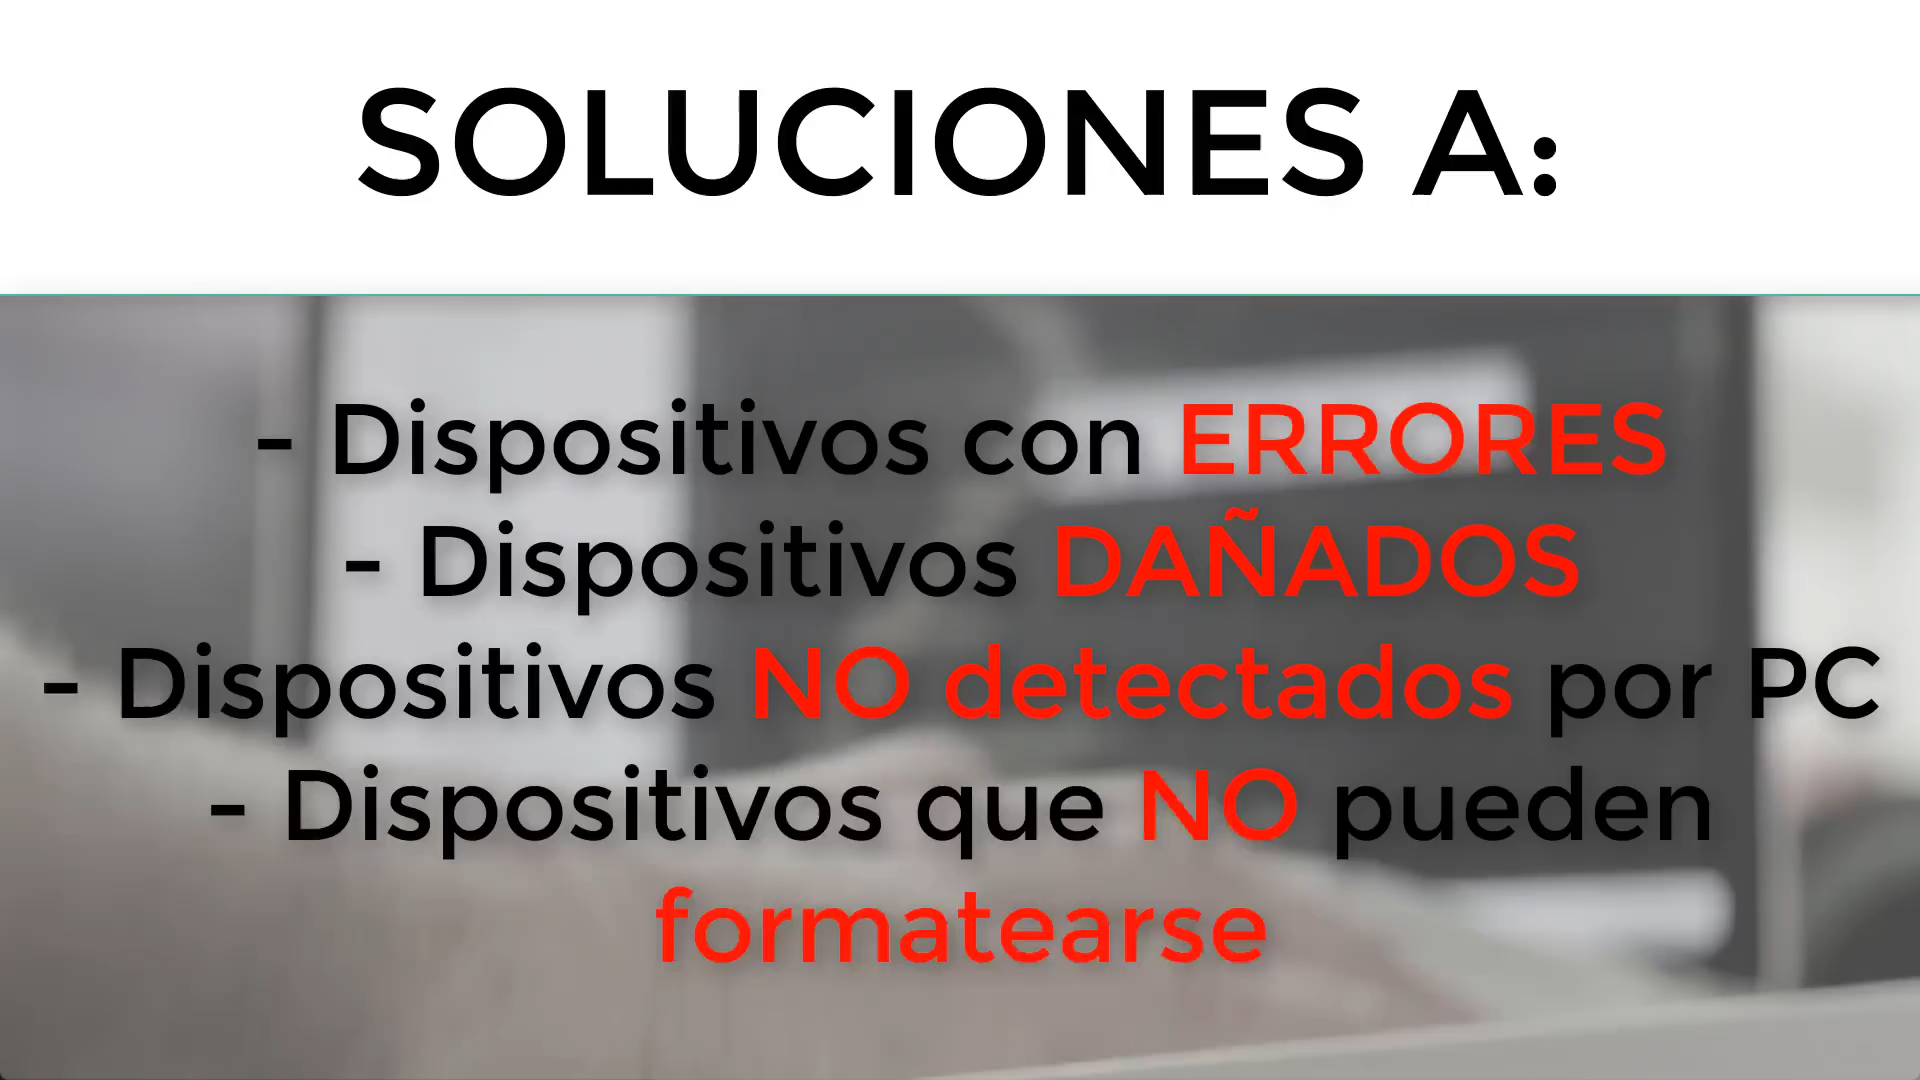 SOLUCIONES A:
- Dispositivos con ERRORES
- Dispositivos DAÑADOS
- Dispositivos NO detectados por PC
- Dispositivos que NO pueden
formatearse